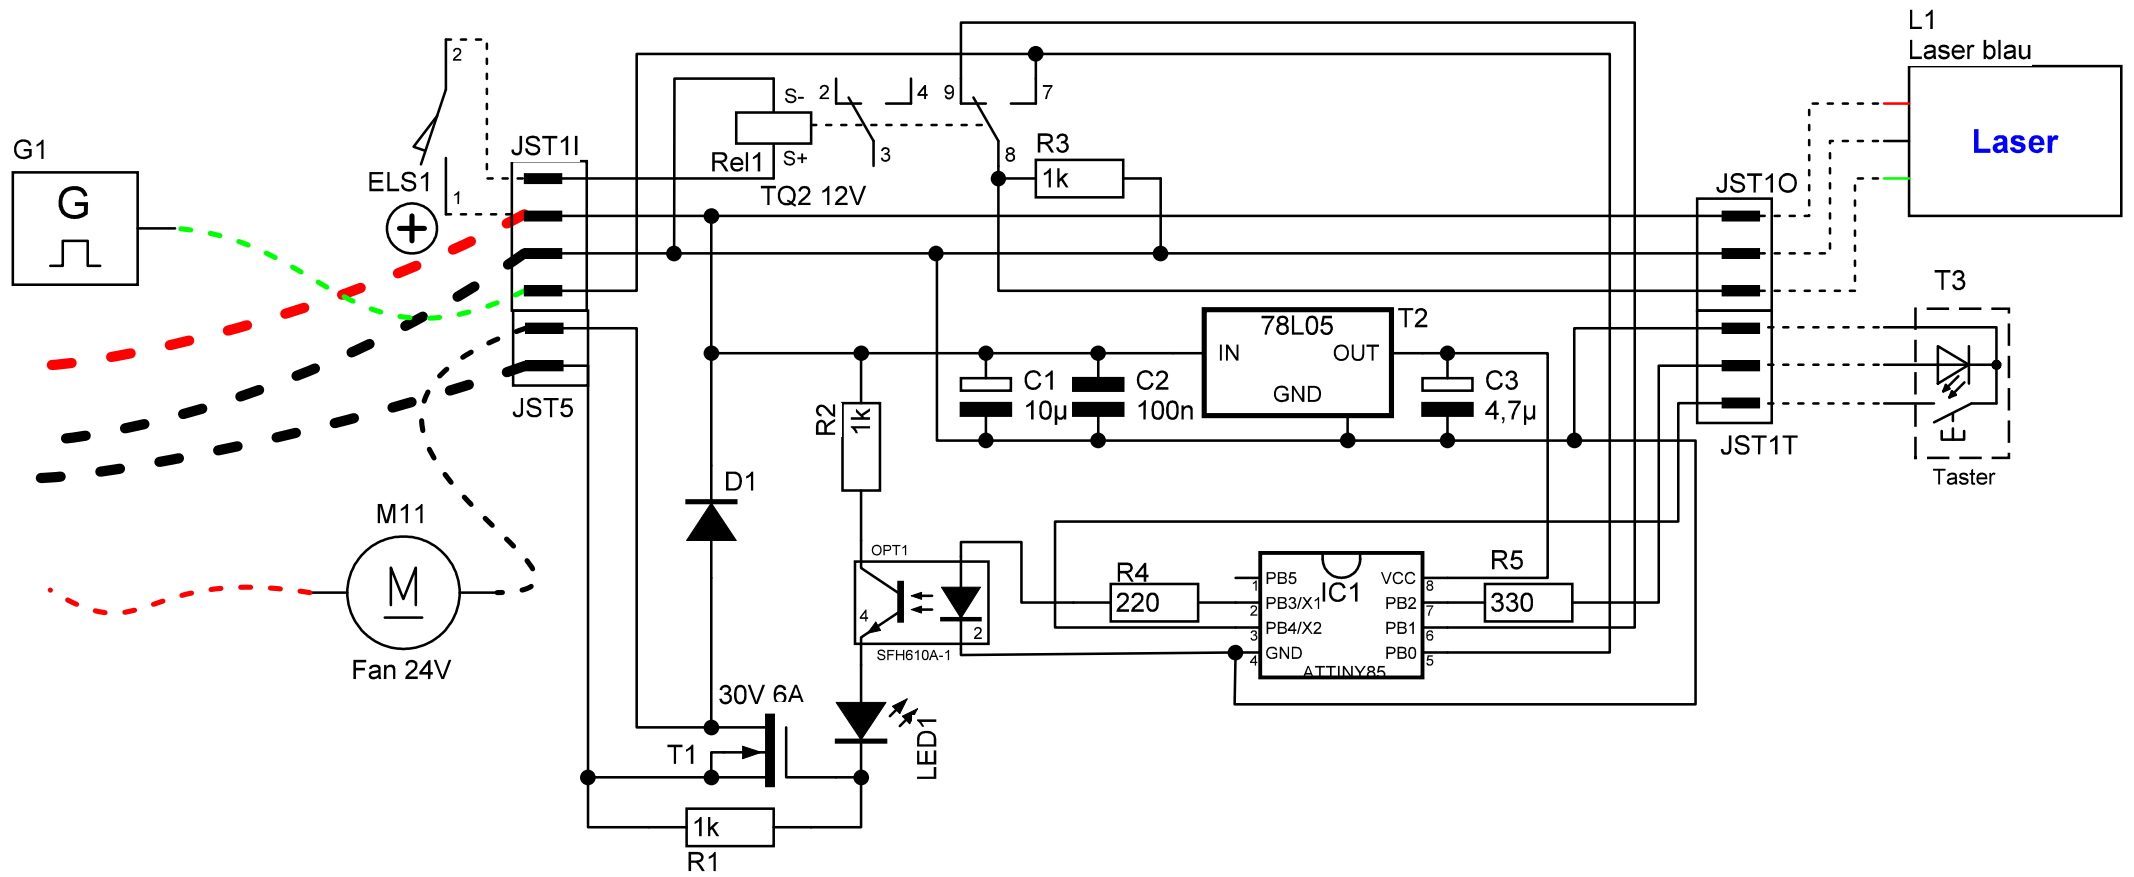 L1
Laser blau
Laser
2
S-
2
4
9
7
G1
G
JST1I
ELS1
1
Rel1
S+
3
8
R3
1k
TQ2 12V
JST1O
T3
78L05
T2
IN
OUT
GND
C1
10µ
C2
100n
C3
4,7µ
R2
1k
JST5
JST1T
E
Taster
D1
M11
M
Fan 24V
OPT1
4
2
SFH610A-1
R4
220
R5
330
IC1
1
PB5
VCC
8
2
PB3/X1
PB2
7
3
PB4/X2
PB1
6
4
GND
PB0
5
ATTINY85
30V 6A
T1
LED1
1k
R1